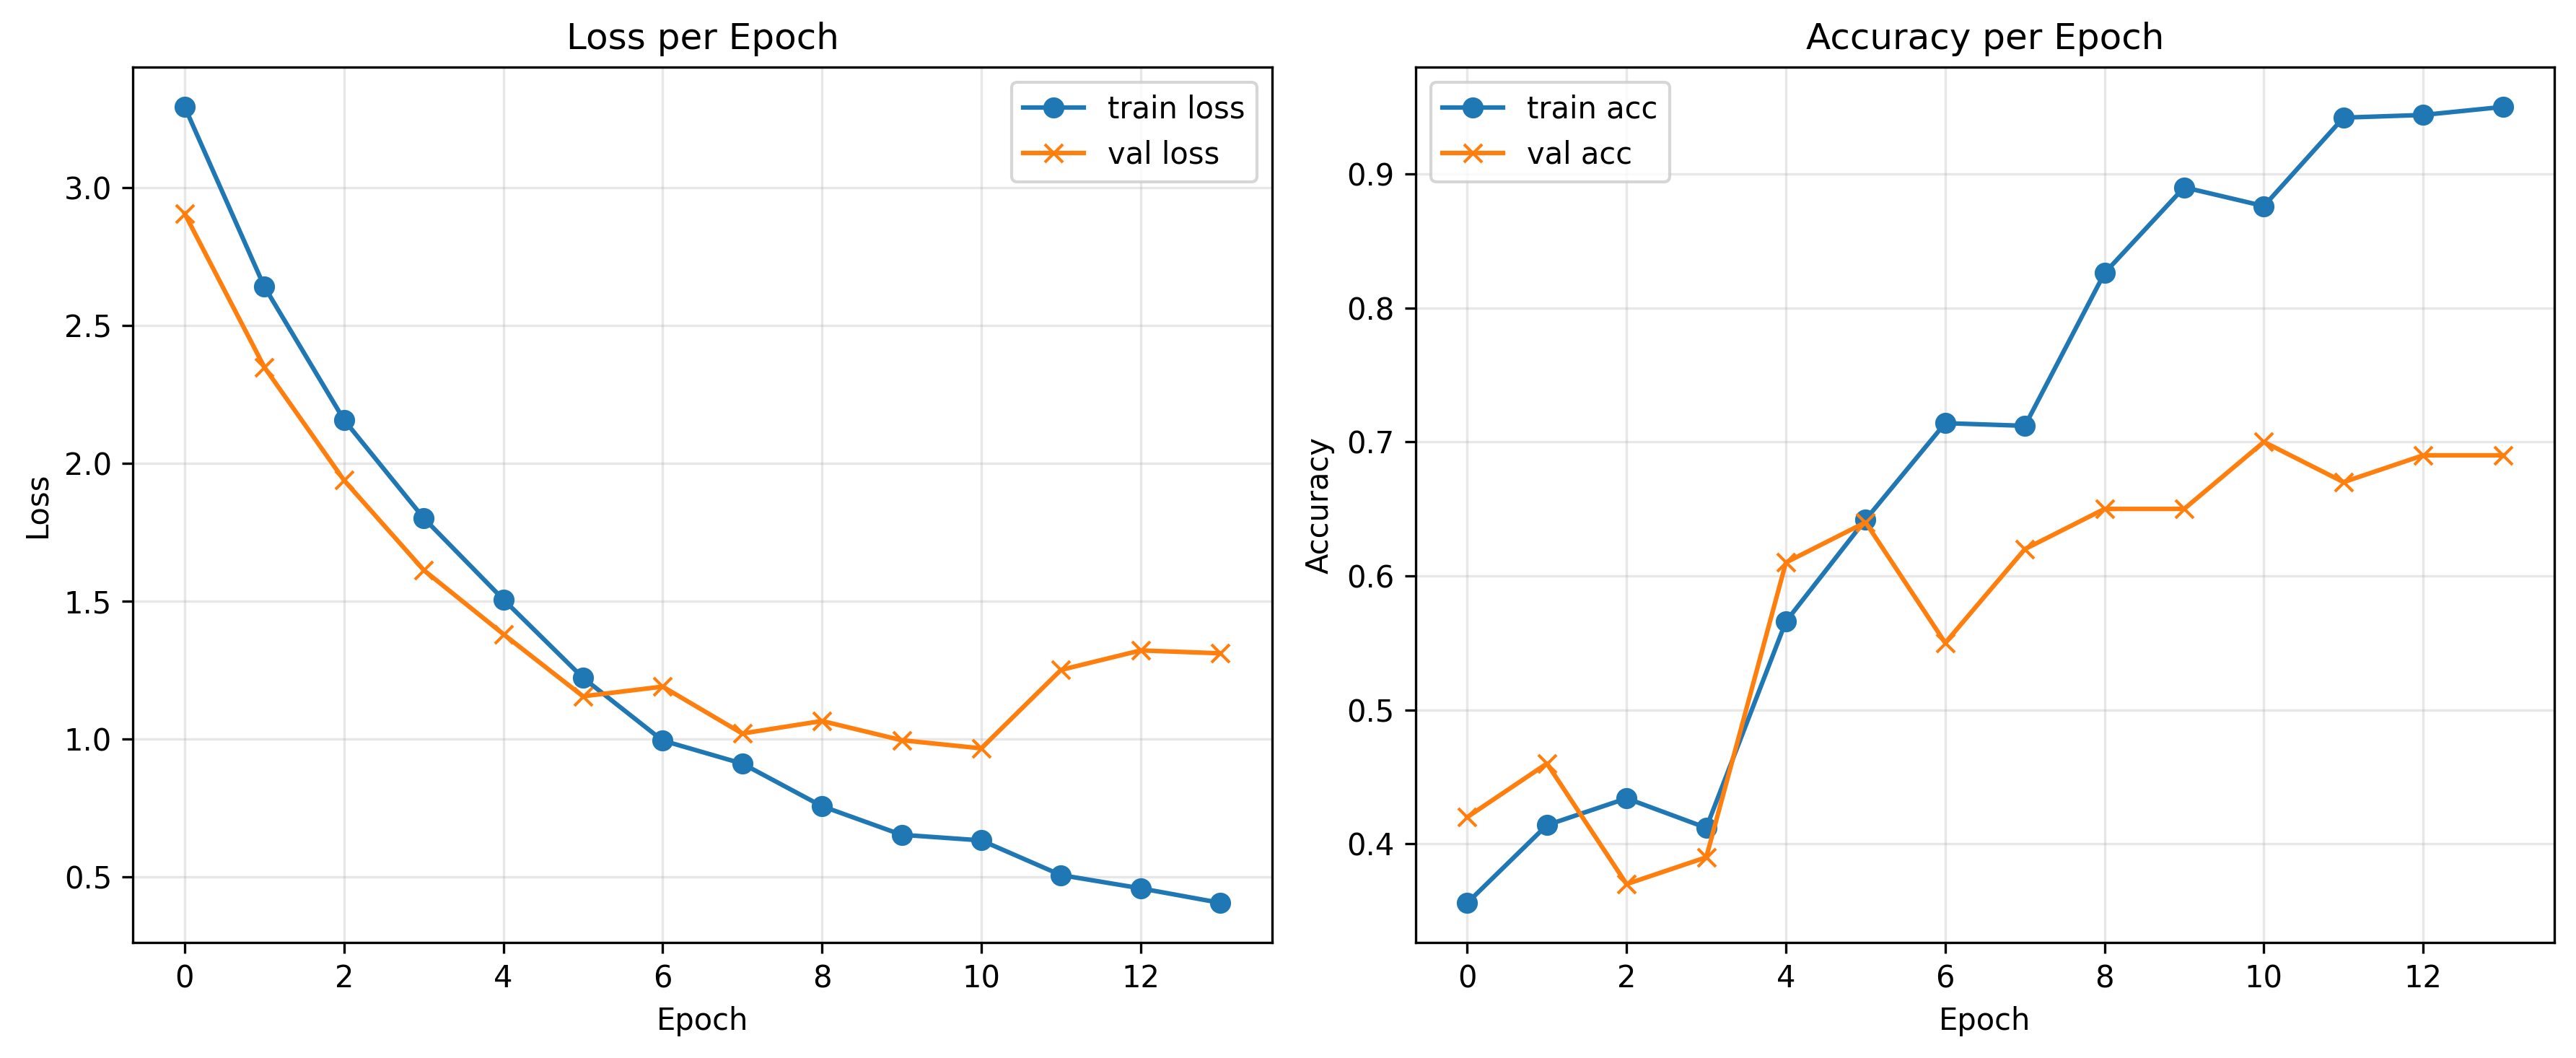 Loss per Epoch
train loss
val loss
3.0
2.5
2.0
1.5
1.0
0.5
Loss
0 2 4 6 8 10 12
Epoch
Accuracy per Epoch
train acc
val acc
0.9
0.8
0.7
0.6
0.5
0.4
Accuracy
0 2 4 6 8 10 12
Epoch